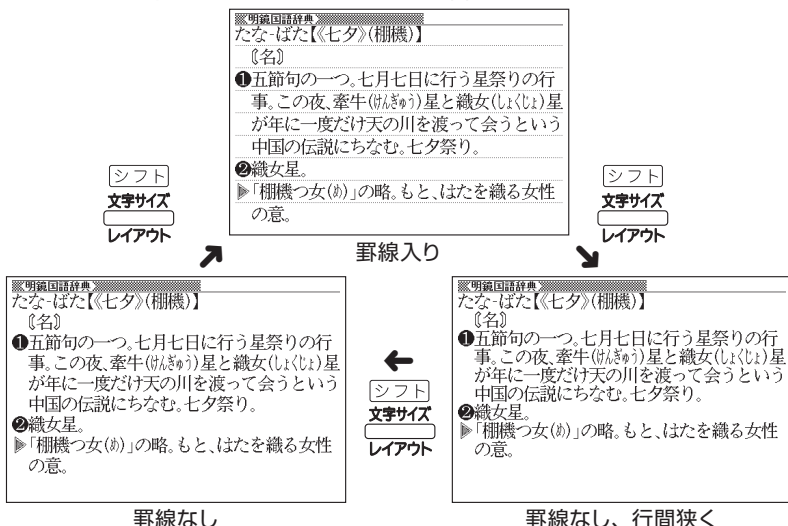 明鏡国語辞典
たな‐ばた【《七夕》(棚機)】
〘名〙
❶五節句の一つ。七月七日に行う星祭りの行
事。この夜、牽牛(けんぎゅう)星と織女(しょくじょ)星
が年に一度だけ天の川を渡って会うという
中国の伝説にちなむ。七夕祭り。
❷織女星。
▶「棚機つ女(め)」の略。もと、はたを織る女性
の意。
罫線入り
シフト
文字サイズ
レイアウト
シフト
文字サイズ
レイアウト
明鏡国語辞典
たな‐ばた【《七夕》(棚機)】
〘名〙
❶五節句の一つ。七月七日に行う星祭りの行
事。この夜、牽牛(けんぎゅう)星と織女(しょくじょ)星
が年に一度だけ天の川を渡って会うという
中国の伝説にちなむ。七夕祭り。
❷織女星。
▶「棚機つ女(め)」の略。もと、はたを織る女性
の意。
罫線なし
シフト
文字サイズ
レイアウト
明鏡国語辞典
たな‐ばた【《七夕》(棚機)】
〘名〙
❶五節句の一つ。七月七日に行う星祭りの行
事。この夜、牽牛(けんぎゅう)星と織女(しょくじょ)星
が年に一度だけ天の川を渡って会うという
中国の伝説にちなむ。七夕祭り。
❷織女星。
▶「棚機つ女(め)」の略。もと、はたを織る女性
の意。
罫線なし、行間狭く